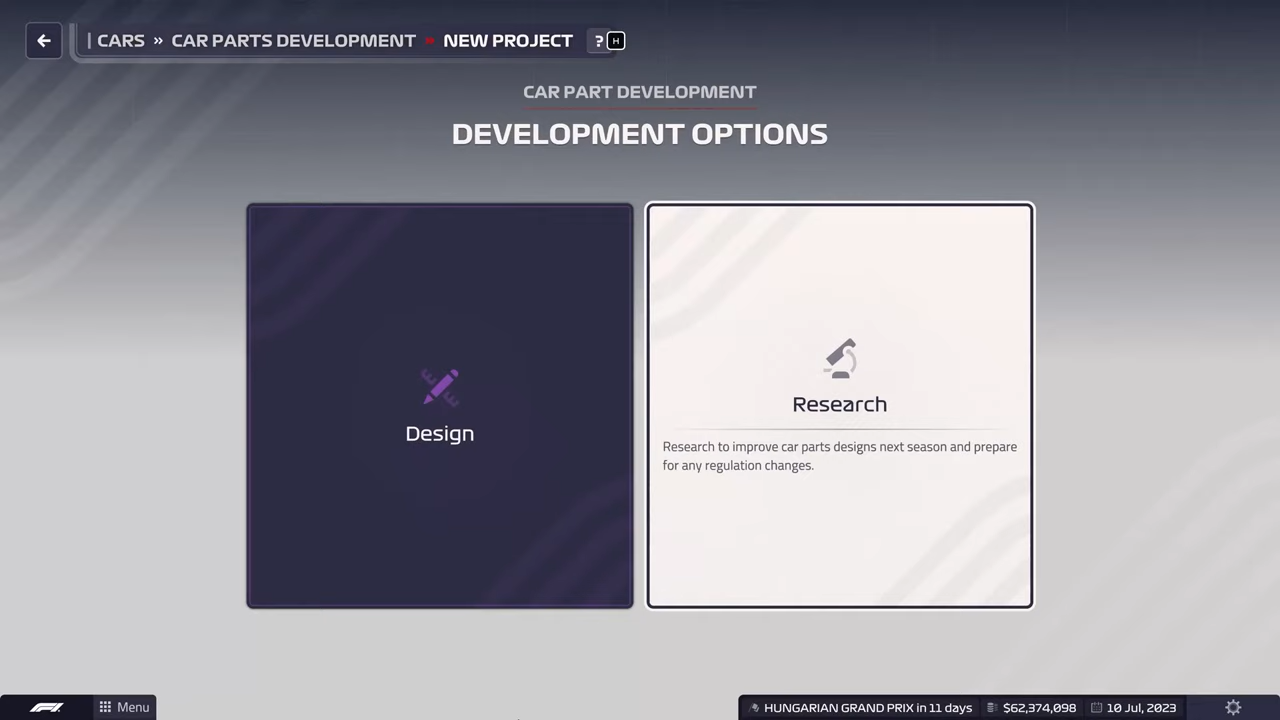 | CARS » CAR PARTS DEVELOPMENT » NEW PROJECT ? H
CAR PART DEVELOPMENT
DEVELOPMENT OPTIONS
Design
Research
Research to improve car parts designs next season and prepare
for any regulation changes.
Menu
HUNGARIAN GRAND PRIX in 11 days
$62,374,098
10 Jul, 2023